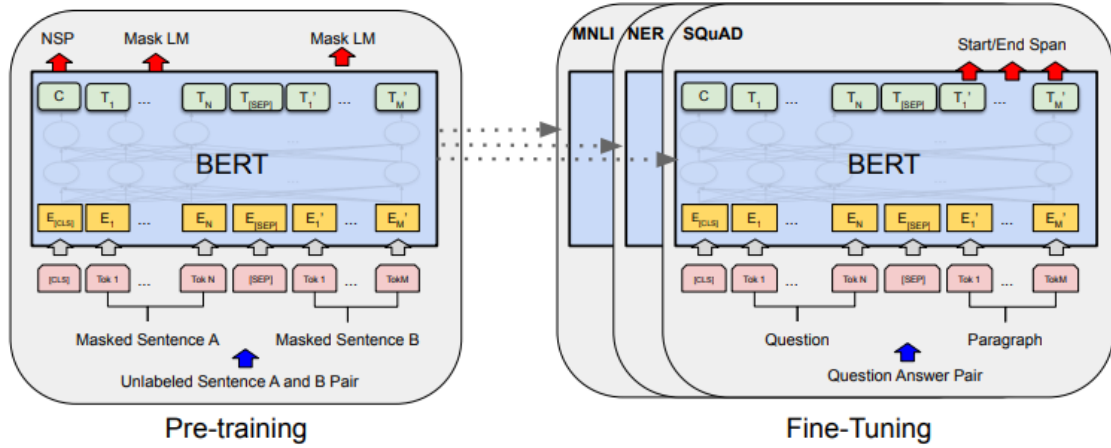 NSP Mask LM Mask LM
C T1 ... TN T[SEP] T1' ... TM'
BERT
E[CLS] E1 ... EN E[SEP] E1' ... EM'
[CLS] Tok 1 ... Tok N [SEP] Tok 1 ... TokM
Masked Sentence A Masked Sentence B
Unlabeled Sentence A and B Pair
Pre-training
MNLI NER SQuAD
Start/End Span
C T1 ... TN T[SEP] T1' ... TM'
BERT
E[CLS] E1 ... EN E[SEP] E1' ... EM'
[CLS] Tok 1 ... Tok N [SEP] Tok 1 ... TokM
Question Paragraph
Question Answer Pair
Fine-Tuning